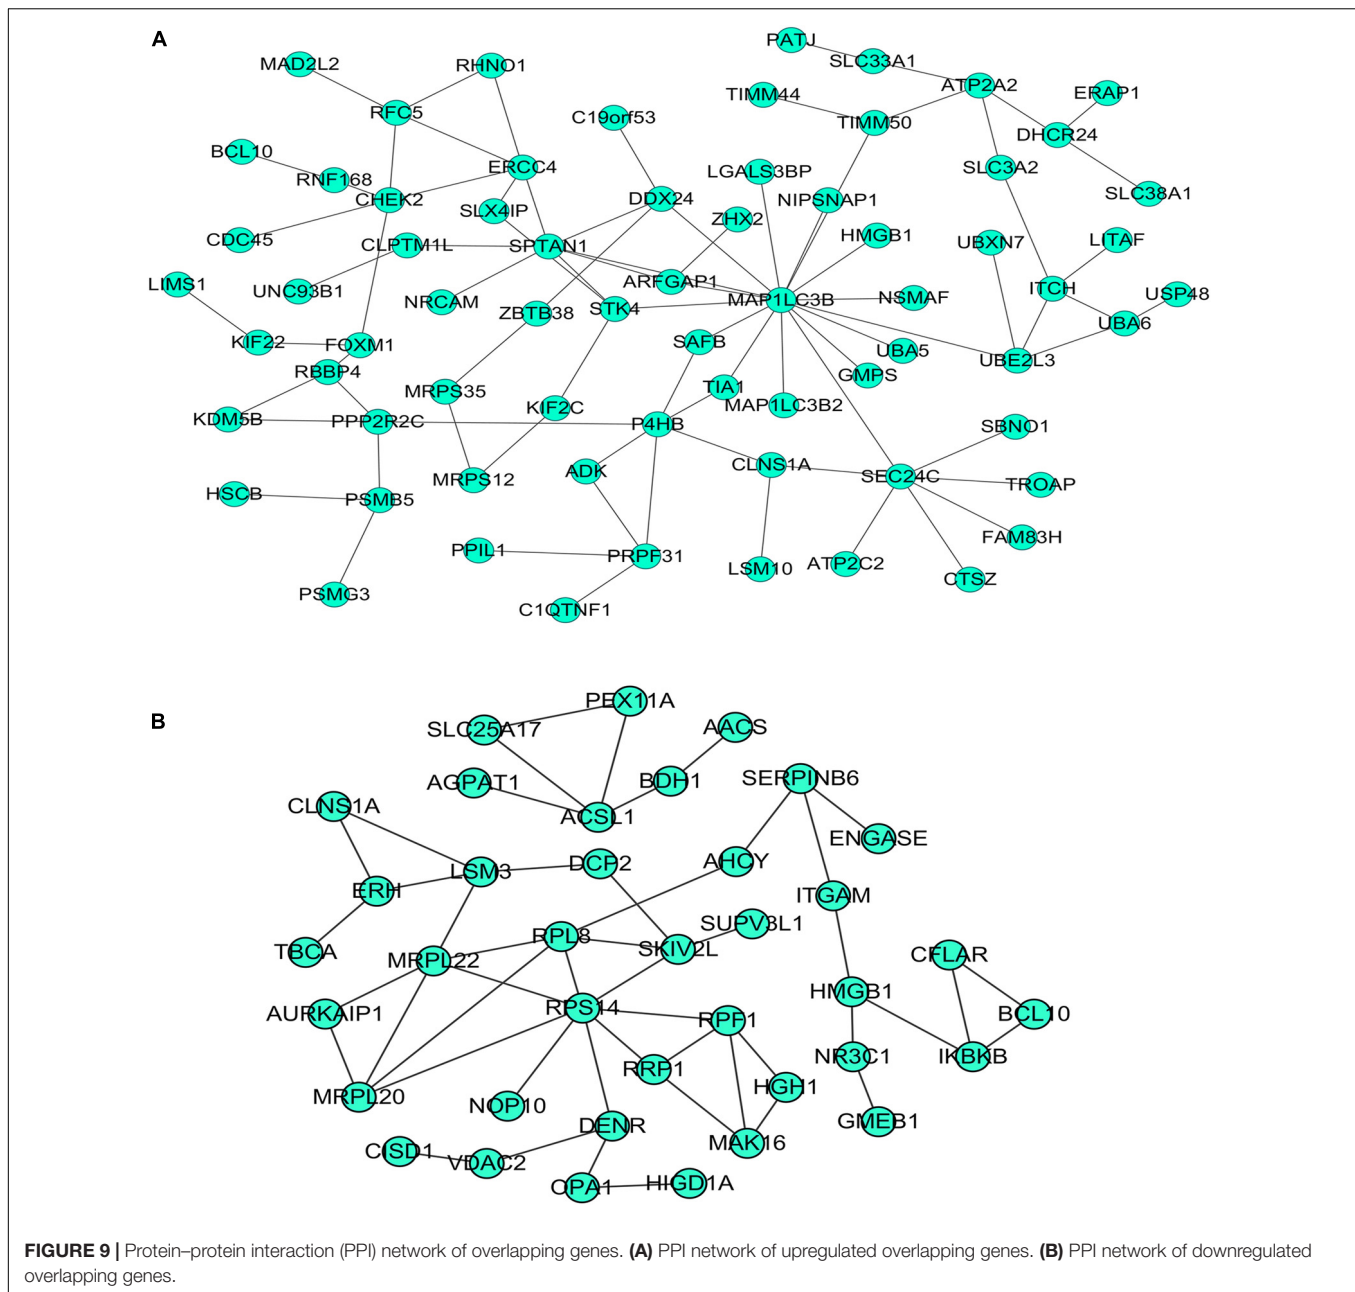 A
MAD2L2
RHNO1
PATJ
SLC33A1
ATP2A2
ERAP1
TIMM44
RFC5
C19orf53
TIMM50
DHCR24
BCL10
RNF168
ERCC4
LGALS3BP
SLC3A2
SLC38A1
CHEK2
SLX4IP
DDX24
NIPSNAP1
ZHX2
HMGB1
UBXN7
LITAF
CDC45
CLPTM1L
SPTAN1
LIMS1
UNC93B1
NRCAM
ARFGAP1
MAP1LC3B
NSMAF
ITCH
USP48
ZBTB38
STK4
UBA6
KIF22
FOXM1
SAFB
UBA5
UBE2L3
RBBP4
GMPS
MRPS35
TIA1
KDM5B
PPP2R2C
KIF2C
P4HB
MAP1LC3B2
SBNO1
MRPS12
ADK
CLNS1A
SEC24C
TROAP
HSCB
PSMB5
FAM83H
PPIL1
PRPF31
LSM10
ATP2C2
CTSZ
PSMG3
C1QTNF1
B
PEX11A
SLC25A17
AACS
AGPAT1
BDH1
SERPINB6
CLNS1A
ACSL1
ENGASE
LSM3
DCP2
AHCY
ERH
ITGAM
SUPV3L1
TBCA
MRPL22
RPL8
SKIV2L
CFLAR
AURKAIP1
RPS14
RPF1
HMGB1
BCL10
RRP1
NR3C1
IKBKB
MRPL20
NOP10
HGH1
DENR
MAK16
GMEB1
CISD1
VDAC2
OPA1
HIGD1A
FIGURE 9 | Protein–protein interaction (PPI) network of overlapping genes. (A) PPI network of upregulated overlapping genes. (B) PPI network of downregulated
overlapping genes.